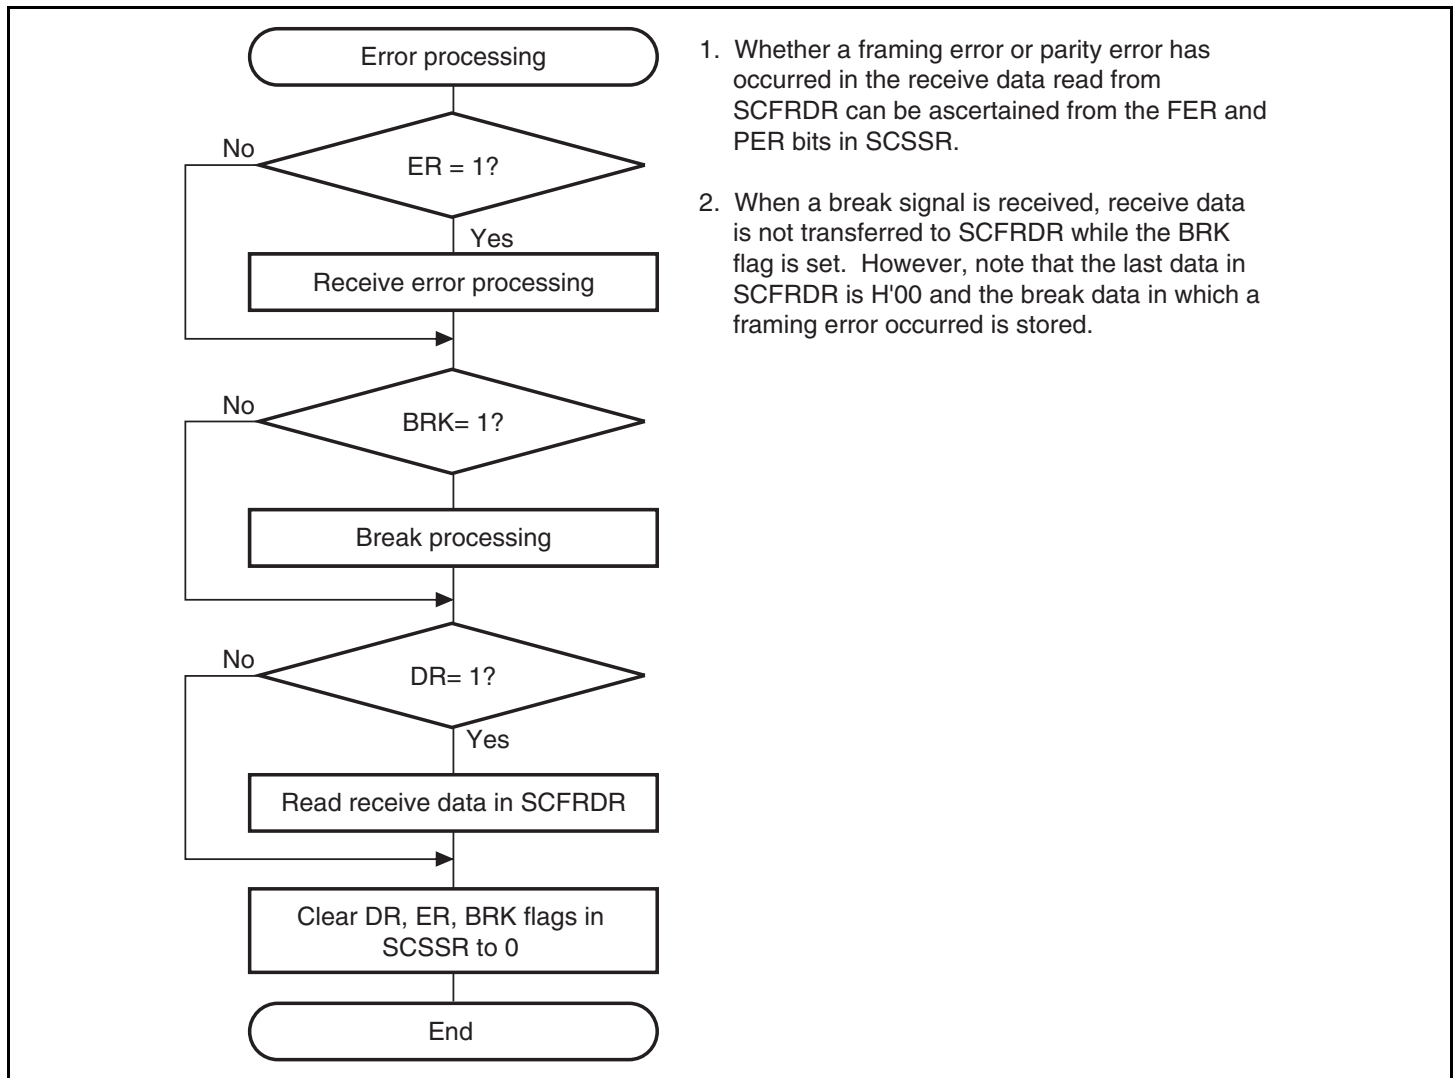 Error processing
No
ER = 1?
Yes
Receive error processing
No
BRK= 1?
Break processing
No
DR= 1?
Yes
Read receive data in SCFRDR
Clear DR, ER, BRK flags in
SCSSR to 0
End
1. Whether a framing error or parity error has
occurred in the receive data read from
SCFRDR can be ascertained from the FER and
PER bits in SCSSR.
2. When a break signal is received, receive data
is not transferred to SCFRDR while the BRK
flag is set. However, note that the last data in
SCFRDR is H'00 and the break data in which a
framing error occurred is stored.